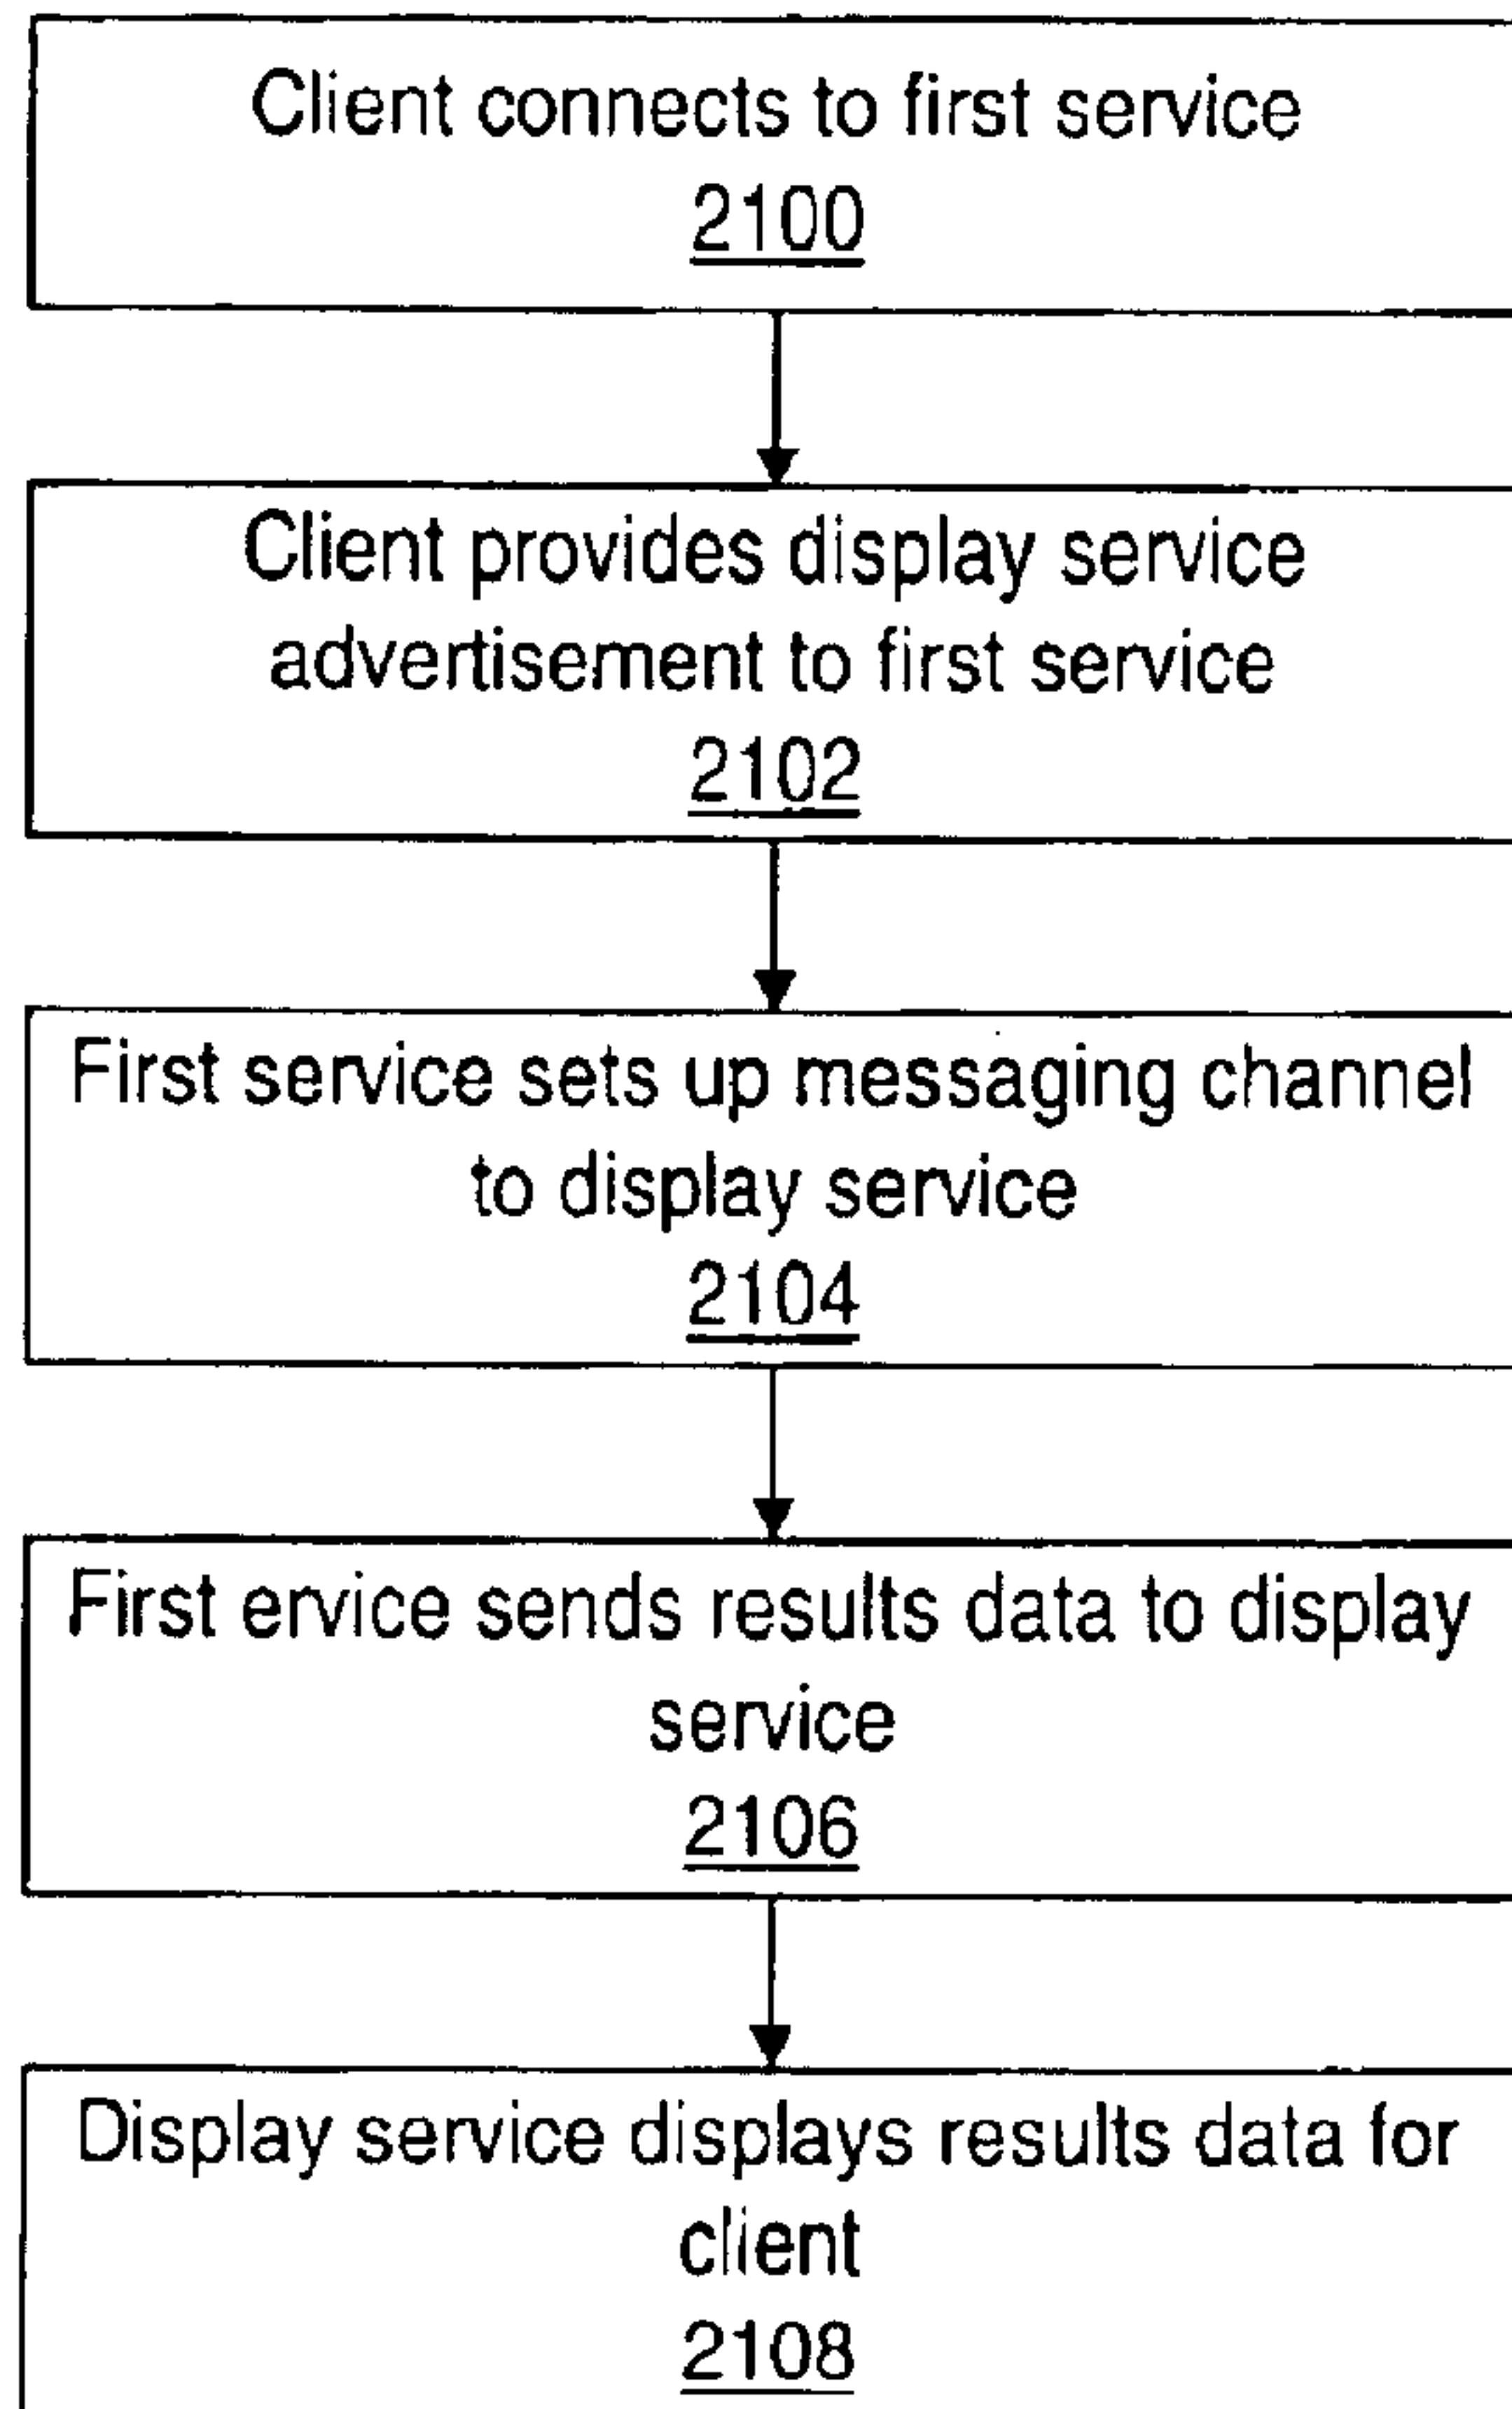 Client connects to first service
2100
Client provides display service
advertisement to first service
2102
First service sets up messaging channel
to display service
2104
First ervice sends results data to display
service
2106
Display service displays results data for
client
2108